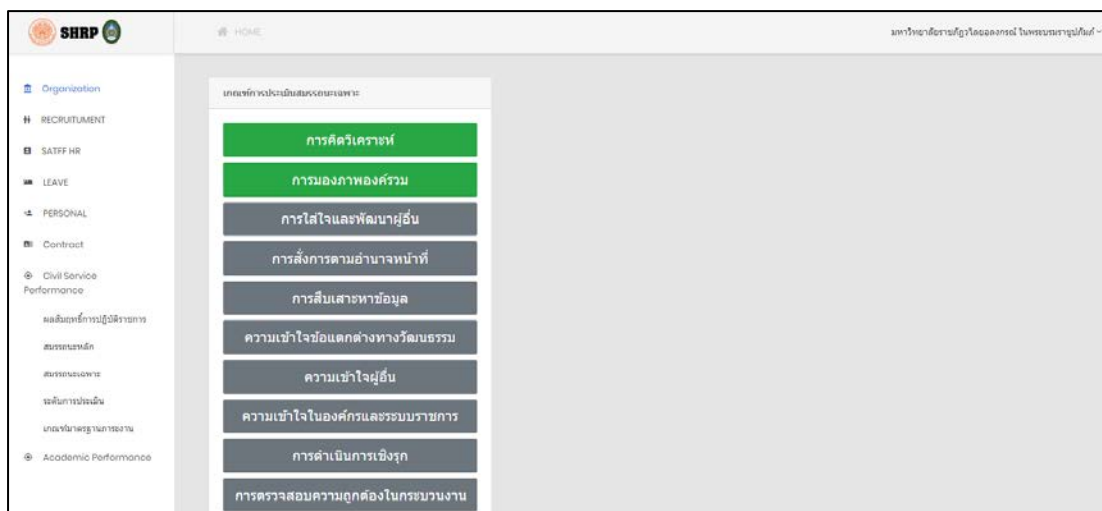 SHRP
HOME
มหาวิทยาลัยราชภัฏวไลยอลงกรณ์ ในพระบรมราชูปถัมภ์
Organization
RECRUITUMENT
SATFF HR
LEAVE
PERSONAL
Contract
Civil Service
Performance
ผลสัมฤทธิ์การปฏิบัติราชการ
สมรรถนะหลัก
สมรรถนะเฉพาะ
ระดับการประเมิน
เกณฑ์มาตรฐานภาระงาน
Academic Performance
เกณฑ์การประเมินสมรรถนะเฉพาะ
การคิดวิเคราะห์
การมองภาพองค์รวม
การใส่ใจและพัฒนาผู้อื่น
การสั่งการตามอำนาจหน้าที่
การสืบเสาะหาข้อมูล
ความเข้าใจข้อแตกต่างทางวัฒนธรรม
ความเข้าใจผู้อื่น
ความเข้าใจในองค์กรและระบบราชการ
การดำเนินการเชิงรุก
การตรวจสอบความถูกต้องในกระบวนงาน